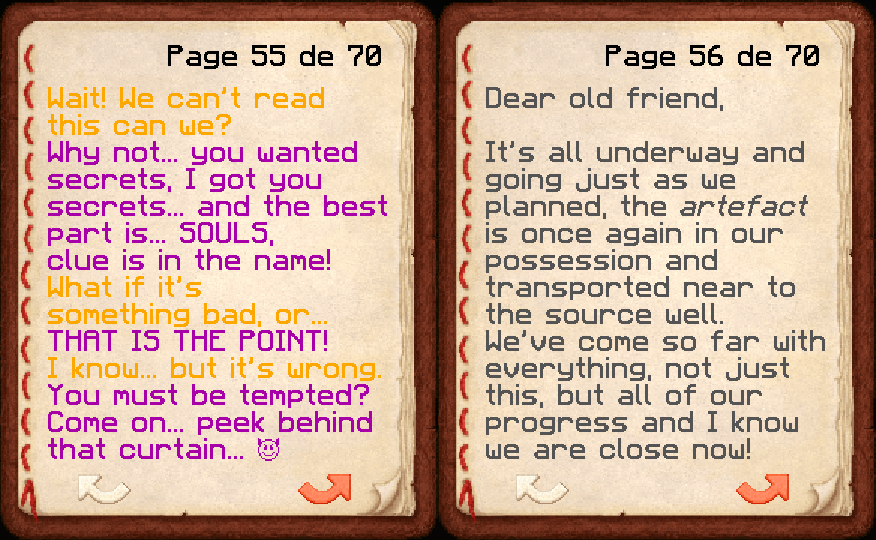 Page 55 de 70
Wait! We can't read
this can we?
Why not... you wanted
secrets, I got you
secrets... and the best
part is... SOULS,
clue is in the name!
What if it's
something bad, or...
THAT IS THE POINT!
I know... but it's wrong.
You must be tempted?
Come on... peek behind
that curtain... 😈
Page 56 de 70
Dear old friend,
It's all underway and
going just as we
planned, the artefact
is once again in our
possession and
transported near to
the source well.
We've come so far with
everything, not just
this, but all of our
progress and I know
we are close now!